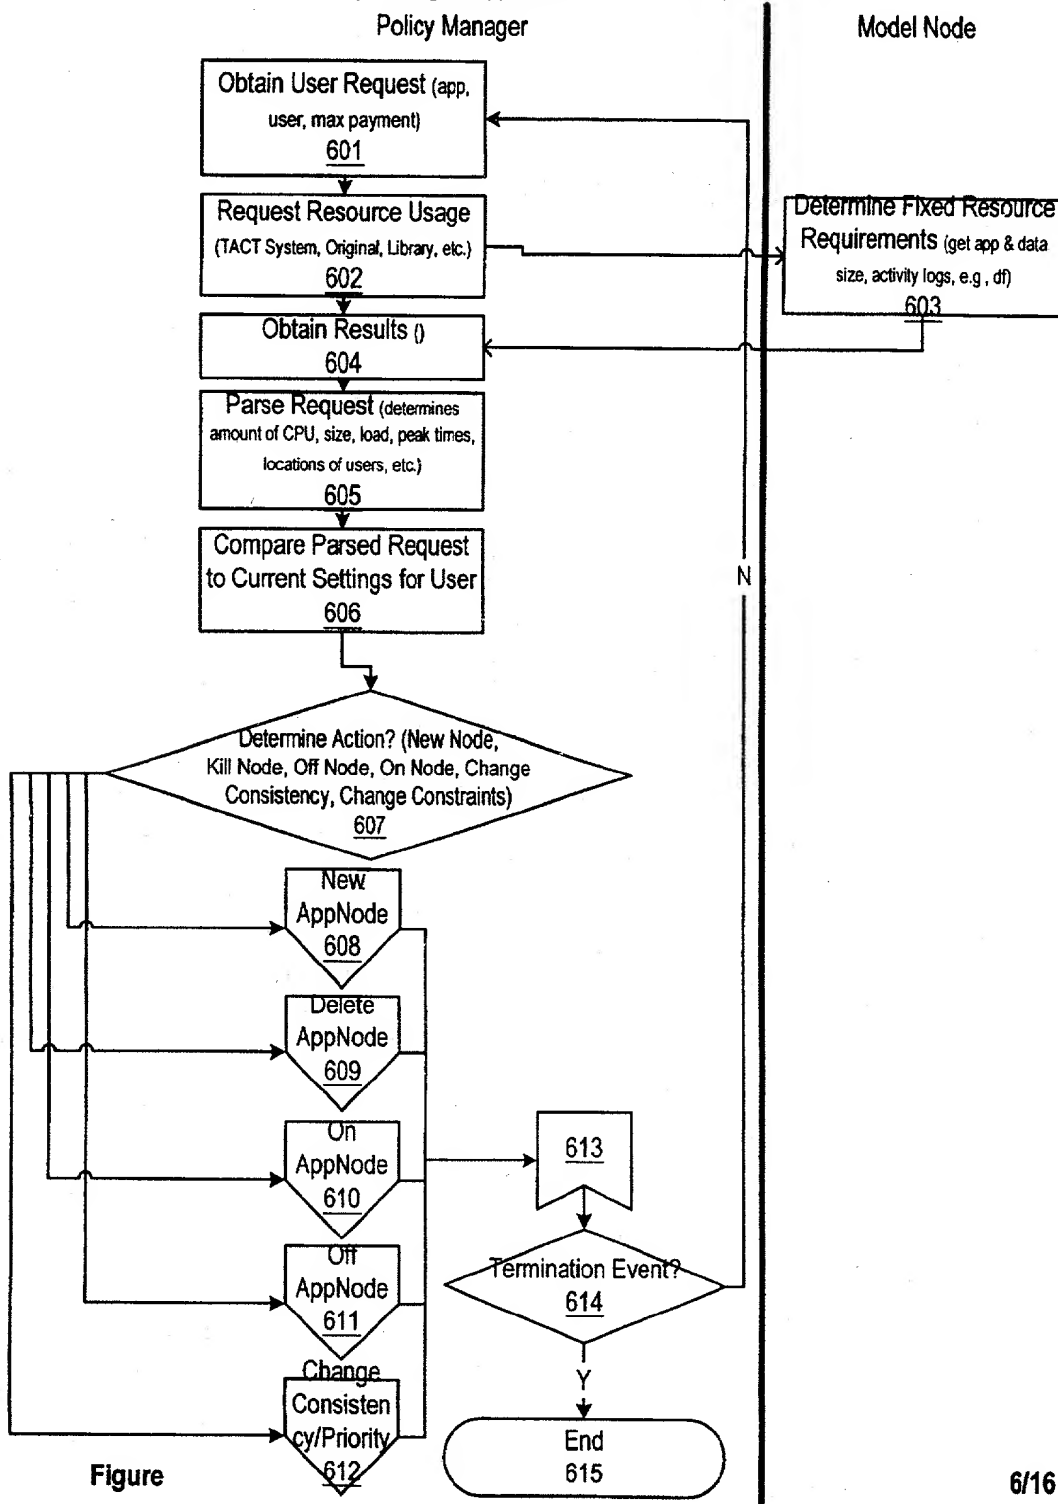 Policy Manager
Model Node
Obtain User Request (app,
user, max payment)
601
Request Resource Usage
(TACT System, Original, Library, etc.)
602
Determine Fixed Resource
Requirements (get app & data
size, activity logs, e.g , df)
603
Obtain Results ()
604
Parse Request (determines
amount of CPU, size, load, peak times,
locations of users, etc.)
605
Compare Parsed Request
to Current Settings for User
606
N
Determine Action? (New Node,
Kill Node, Off Node, On Node, Change
Consistency, Change Constraints)
607
New
AppNode
608
Delete
AppNode
609
On
AppNode
610
613
Off
AppNode
611
Termination Event?
614
Change
Consisten
cy/Priority
612
Y
End
615
Figure
6/16